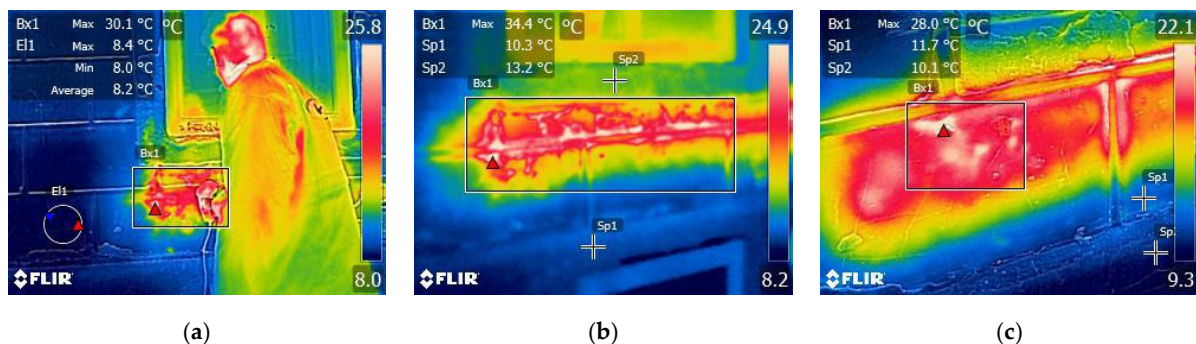 Bx1 Max 30.1 °C °C 25.8
El1 Max 8.4 °C
Min 8.0 °C
Average 8.2 °C
Bx1
El1
FLIR 8.0
(a)
Bx1 Max 34.4 °C °C 24.9
Sp1 10.3 °C
Sp2 13.2 °C
Sp2
Bx1
Sp1
FLIR 8.2
(b)
Bx1 Max 28.0 °C °C 22.1
Sp1 11.7 °C
Sp2 10.1 °C
Bx1
Sp1
FLIR 9.3
(c)